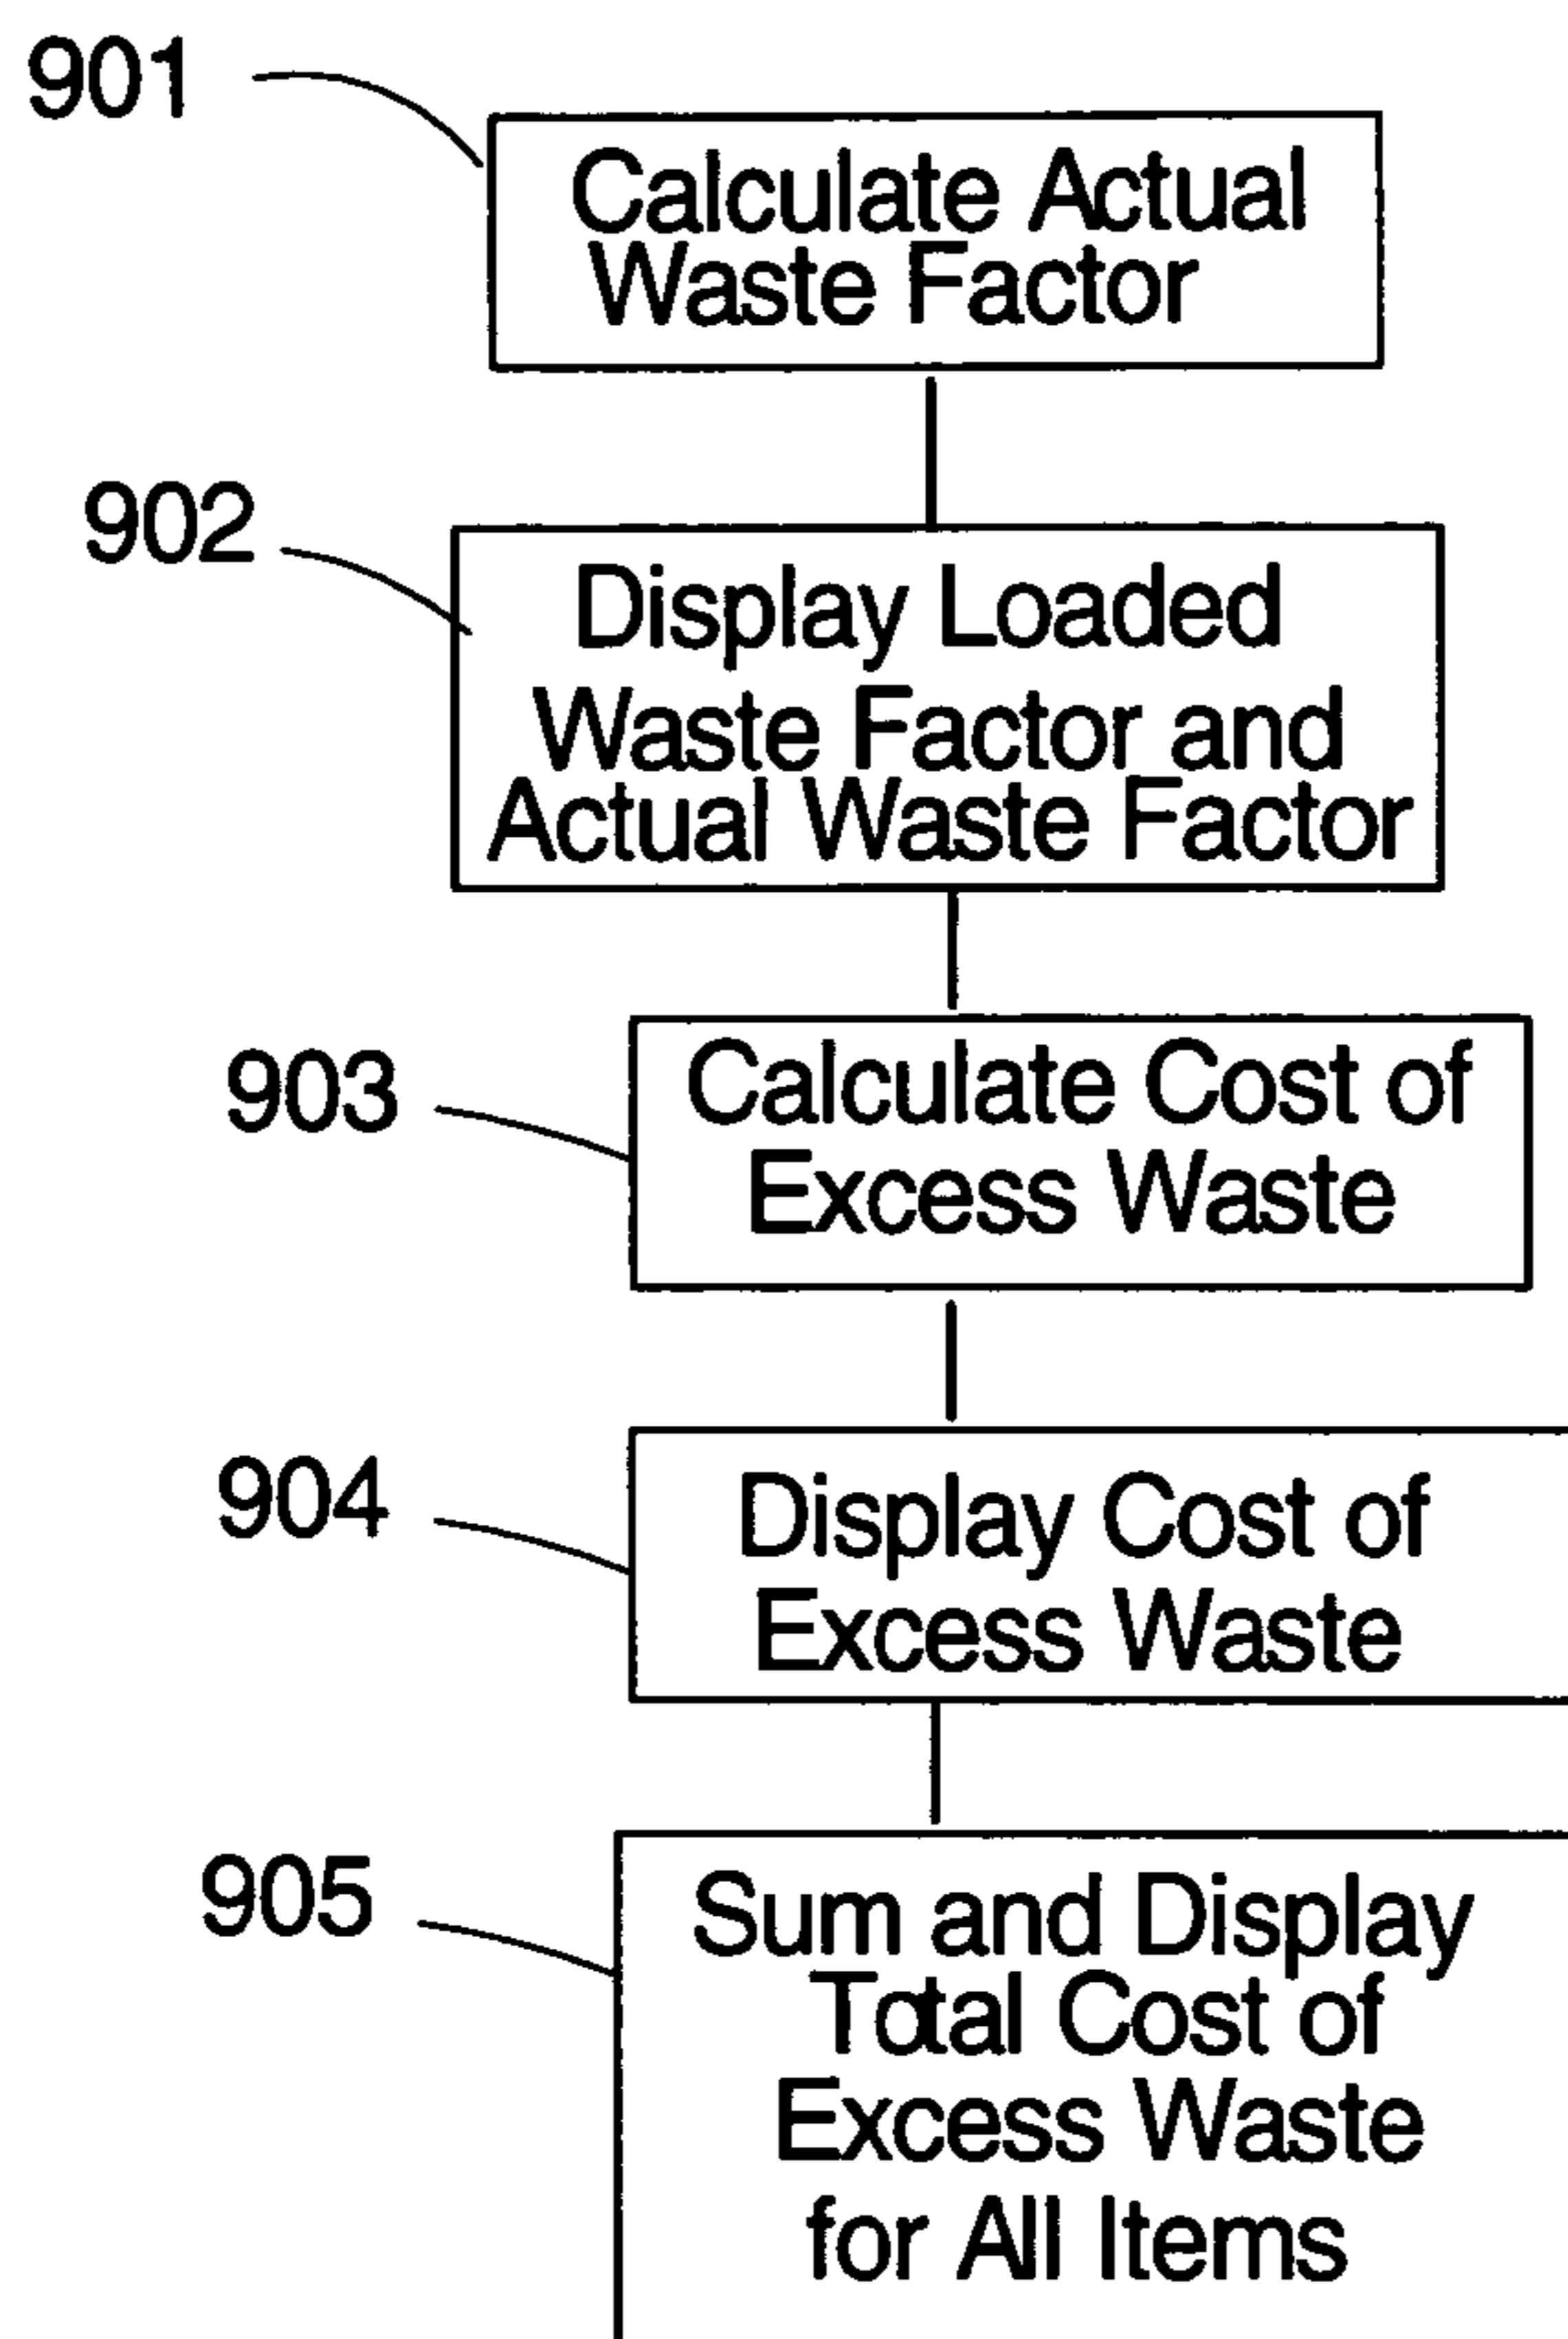 901
Calculate Actual
Waste Factor
902
Display Loaded
Waste Factor and
Actual Waste Factor
903
Calculate Cost of
Excess Waste
904
Display Cost of
Excess Waste
905
Sum and Display
Total Cost of
Excess Waste
for All Items